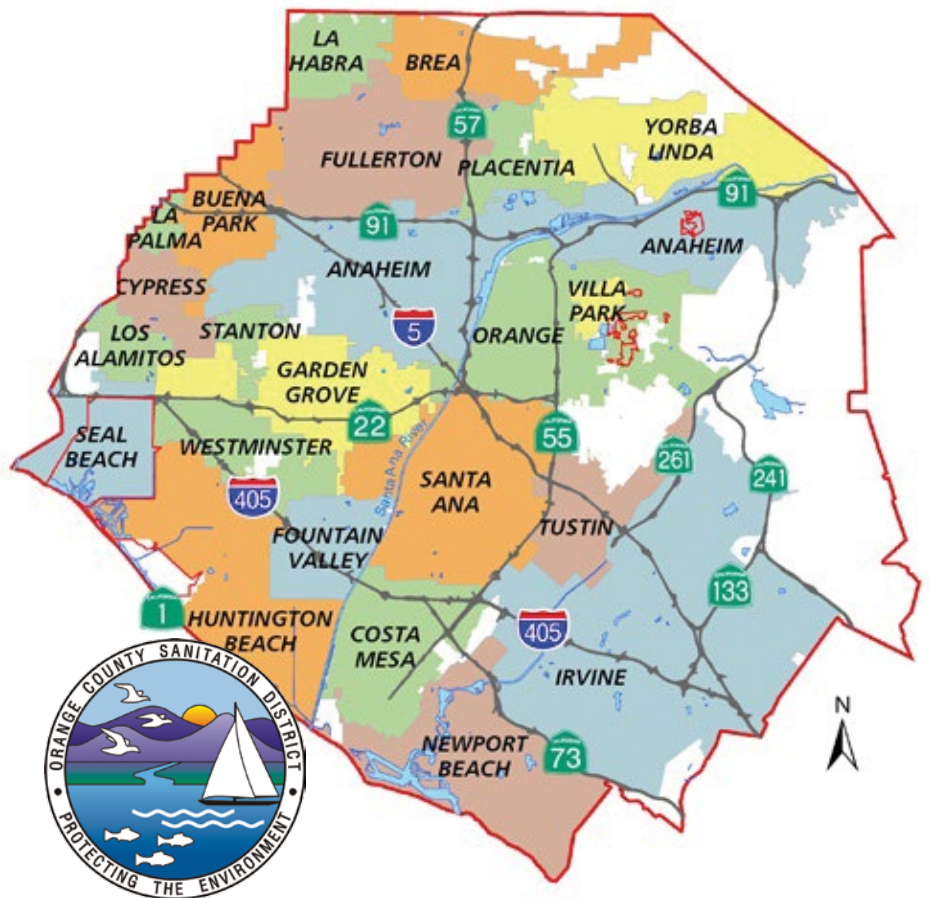 LA
HABRA
BREA
57
YORBA
LINDA
FULLERTON
PLACENTIA
91
BUENA
PARK
LA
PALMA
91
ANAHEIM
ANAHEIM
CYPRESS
VILLA
PARK
5
ORANGE
LOS
ALAMITOS
STANTON
GARDEN
GROVE
CALIFORNIA
22
55
SEAL
BEACH
WESTMINSTER
Santa Ana River
261
SANTA
ANA
241
405
TUSTIN
FOUNTAIN
VALLEY
133
CALIFORNIA
1
HUNTINGTON
BEACH
COSTA
MESA
405
IRVINE
N
NEWPORT
BEACH
73
ORANGE COUNTY SANITATION DISTRICT
PROTECTING THE ENVIRONMENT